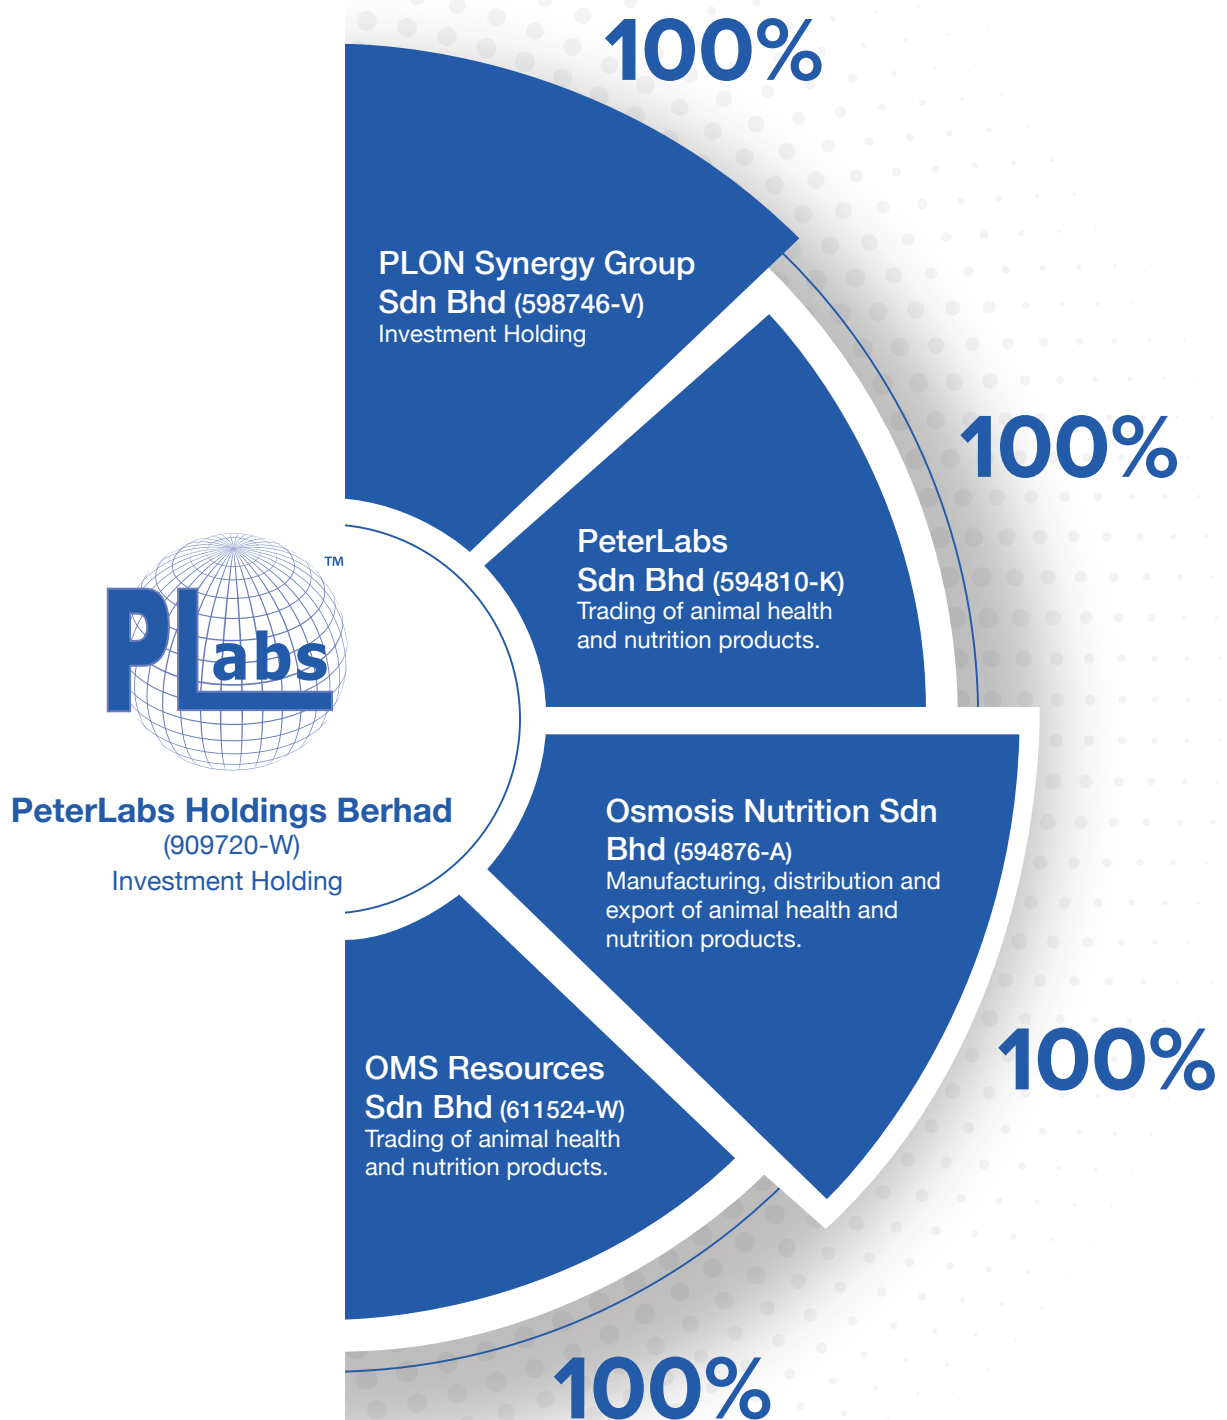 100%
PLON Synergy Group
Sdn Bhd (598746-V)
Investment Holding
100%
PeterLabs
Sdn Bhd (594810-K)
Trading of animal health
and nutrition products.
PLabs
TM
PeterLabs Holdings Berhad
(909720-W)
Investment Holding
Osmosis Nutrition Sdn
Bhd (594876-A)
Manufacturing, distribution and
export of animal health and
nutrition products.
100%
OMS Resources
Sdn Bhd (611524-W)
Trading of animal health
and nutrition products.
100%